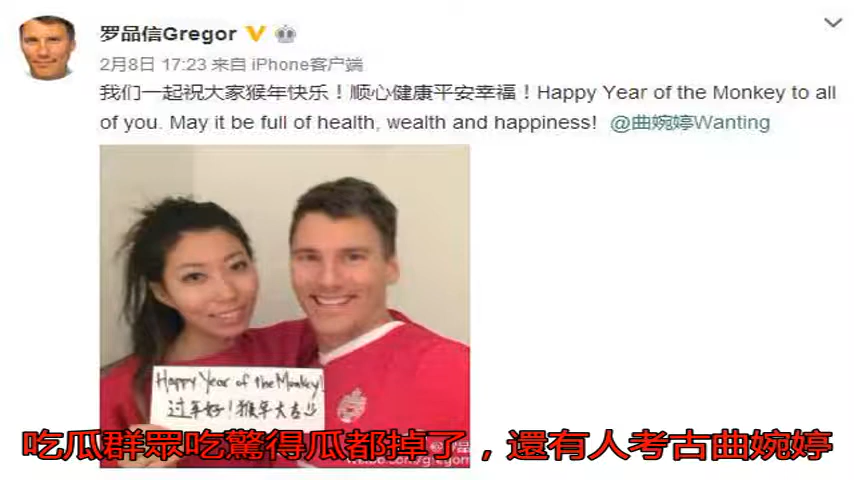 罗品信Gregor
2月8日 17:23 来自 iPhone客户端
我们一起祝大家猴年快乐！顺心健康平安幸福！Happy Year of the Monkey to all
of you. May it be full of health, wealth and happiness! @曲婉婷Wanting
Happy Year of the Monkey!
过年好!猴年大吉
吃瓜群眾吃驚得瓜都掉了，還有人考古曲婉婷